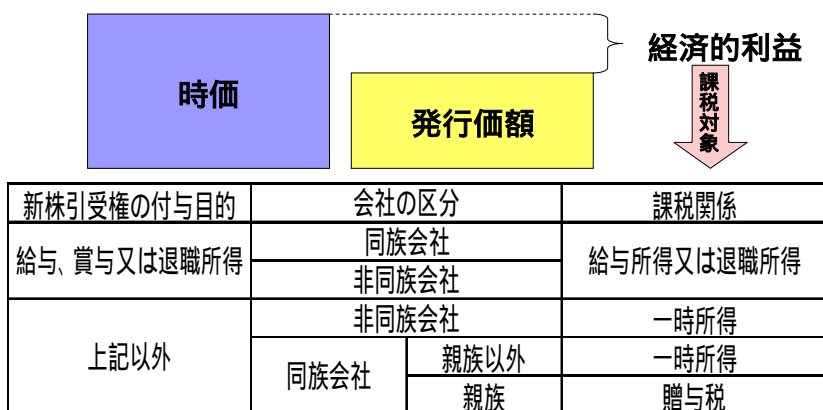 時価
発行価額
経済的利益
課税対象
新株引受権の付与目的 会社の区分 課税関係
給与、賞与又は退職所得 同族会社 給与所得又は退職所得
非同族会社
上記以外 非同族会社 一時所得
同族会社 親族以外 一時所得
親族 贈与税